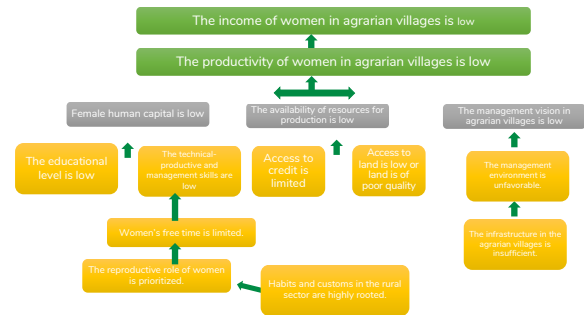 The income of women in agrarian villages is low
The productivity of women in agrarian villages is low
Female human capital is low
The availability of resources for
production is low
The management vision in
agrarian villages is low
The educational
level is low
The technical-
productive and
management skills are
low
Access to
credit is
limited
Access to
land is low or
land is of
poor quality
The management
environment is
unfavorable.
Women's free time is limited.
The infrastructure in the
agrarian villages is
insufficient.
The reproductive role of women
is prioritized.
Habits and customs in the rural
sector are highly rooted.